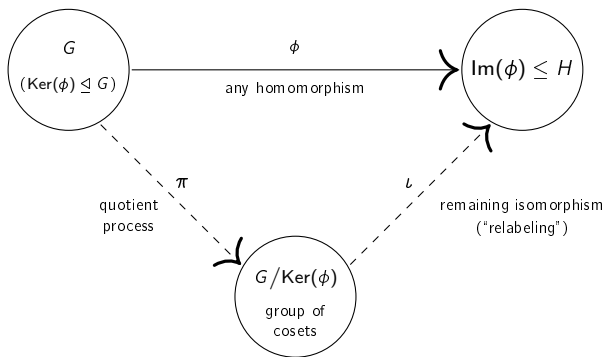 G
(Ker(ϕ) ⊴ G)
ϕ
any homomorphism
Im(ϕ) ≤ H
π
quotient
process
ι
remaining isomorphism
(“relabeling”)
G/Ker(ϕ)
group of
cosets